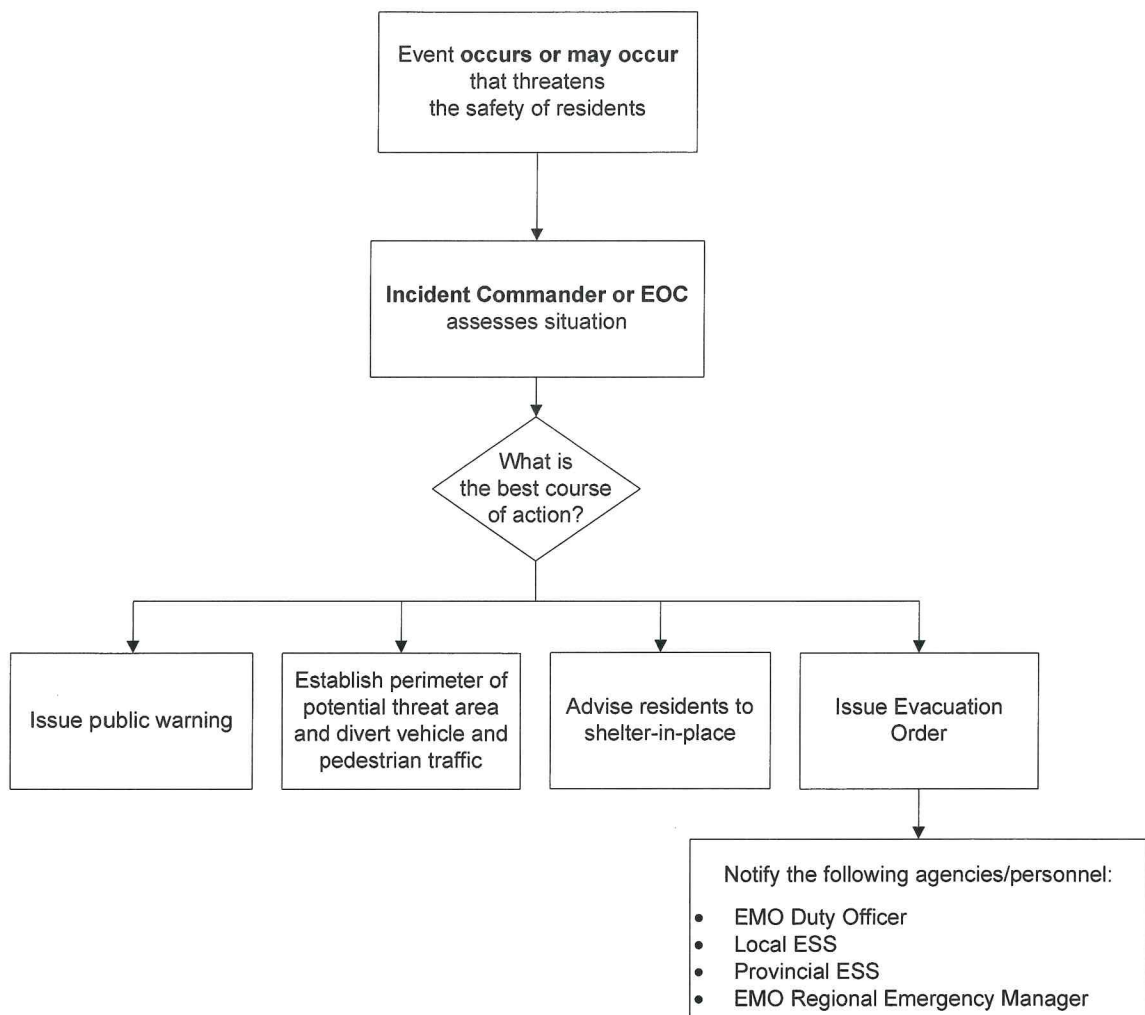 Event occurs or may occur
that threatens
the safety of residents
Incident Commander or EOC
assesses situation
What is
the best course
of action?
Issue public warning
Establish perimeter of
potential threat area
and divert vehicle and
pedestrian traffic
Advise residents to
shelter-in-place
Issue Evacuation
Order
Notify the following agencies/personnel:
• EMO Duty Officer
• Local ESS
• Provincial ESS
• EMO Regional Emergency Manager